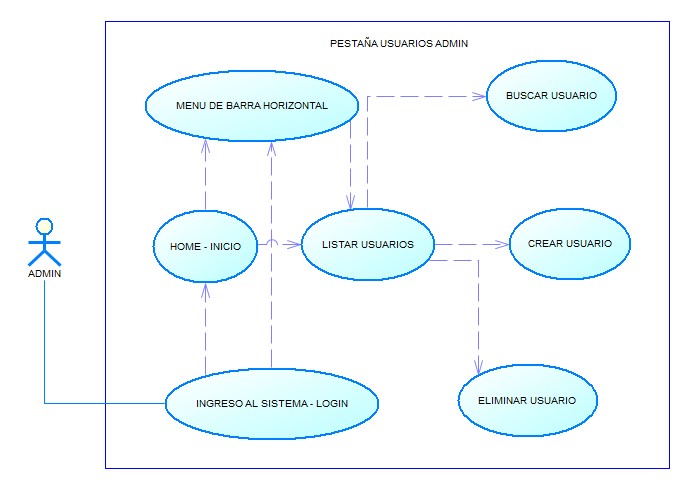 PESTAÑA USUARIOS ADMIN
MENU DE BARRA HORIZONTAL
BUSCAR USUARIO
HOME - INICIO
LISTAR USUARIOS
CREAR USUARIO
ADMIN
INGRESO AL SISTEMA - LOGIN
ELIMINAR USUARIO